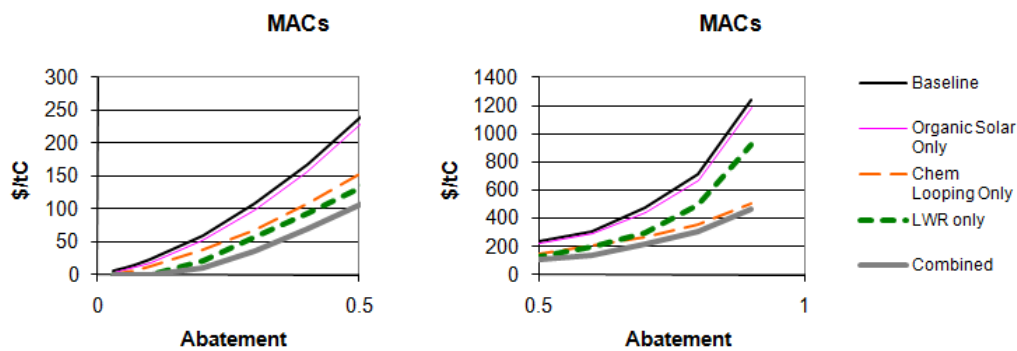 MACs
300
250
200
150
100
50
0
$/tC
0
0.5
Abatement
MACs
1400
1200
1000
800
600
400
200
0
$/tC
0.5
1
Abatement
Baseline
Organic Solar
Only
Chem
Looping Only
LWR only
Combined